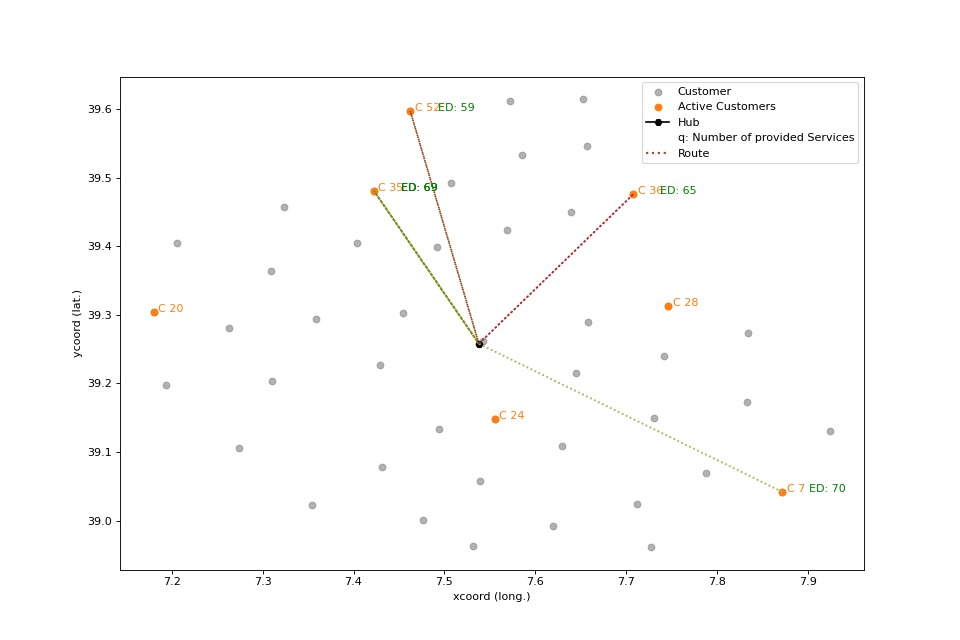 Customer
Active Customers
Hub
q: Number of provided Services
Route
C 52 ED: 59
C 35 ED: 69
C 36 ED: 65
C 20
C 28
C 24
C 7 ED: 70
39.6
39.5
39.4
39.3
39.2
39.1
39.0
ycoord (lat.)
7.2 7.3 7.4 7.5 7.6 7.7 7.8 7.9
xcoord (long.)